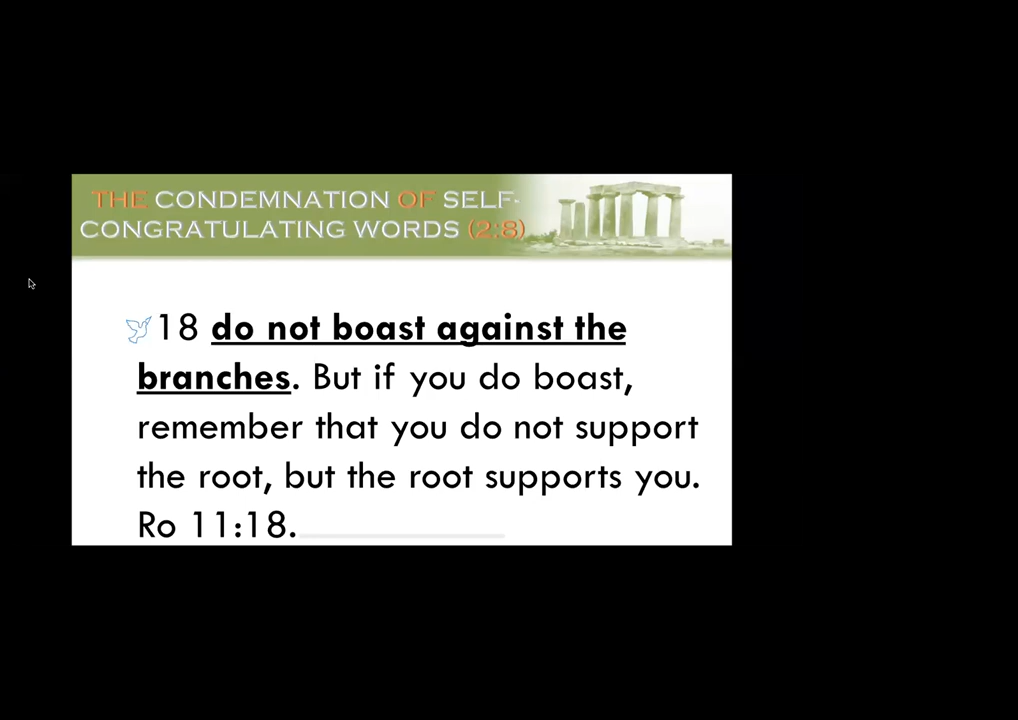 THE CONDEMNATION OF SELF-
CONGRATULATING WORDS (2:8)
18 do not boast against the
branches. But if you do boast,
remember that you do not support
the root, but the root supports you.
Ro 11:18.